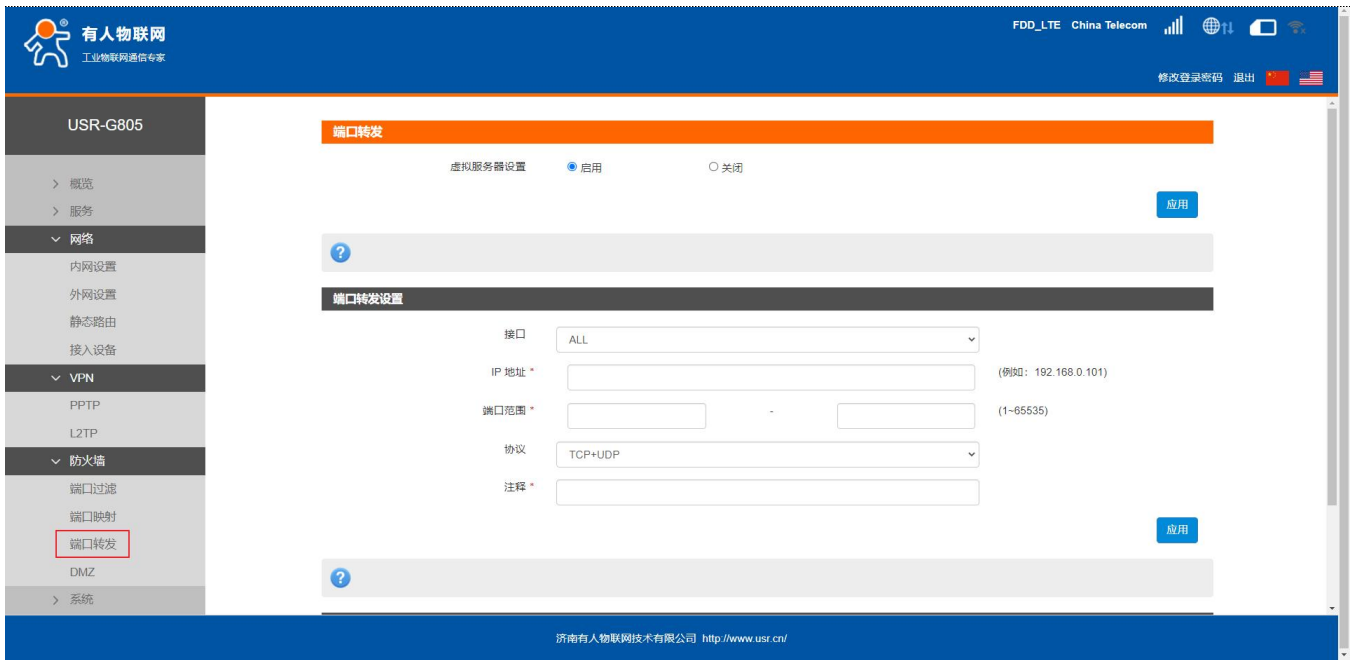 有人物联网
工业物联网通信专家
FDD_LTE China Telecom
修改登录密码 退出
USR-G805
概览
服务
网络
内网设置
外网设置
静态路由
接入设备
VPN
PPTP
L2TP
防火墙
端口过滤
端口映射
端口转发
DMZ
系统
端口转发
虚拟服务器设置 启用 关闭
应用
端口转发设置
接口 ALL
IP 地址 * (例如：192.168.0.101)
端口范围 * - (1~65535)
协议 TCP+UDP
注释 *
应用
济南有人物联网技术有限公司 http://www.usr.cn/